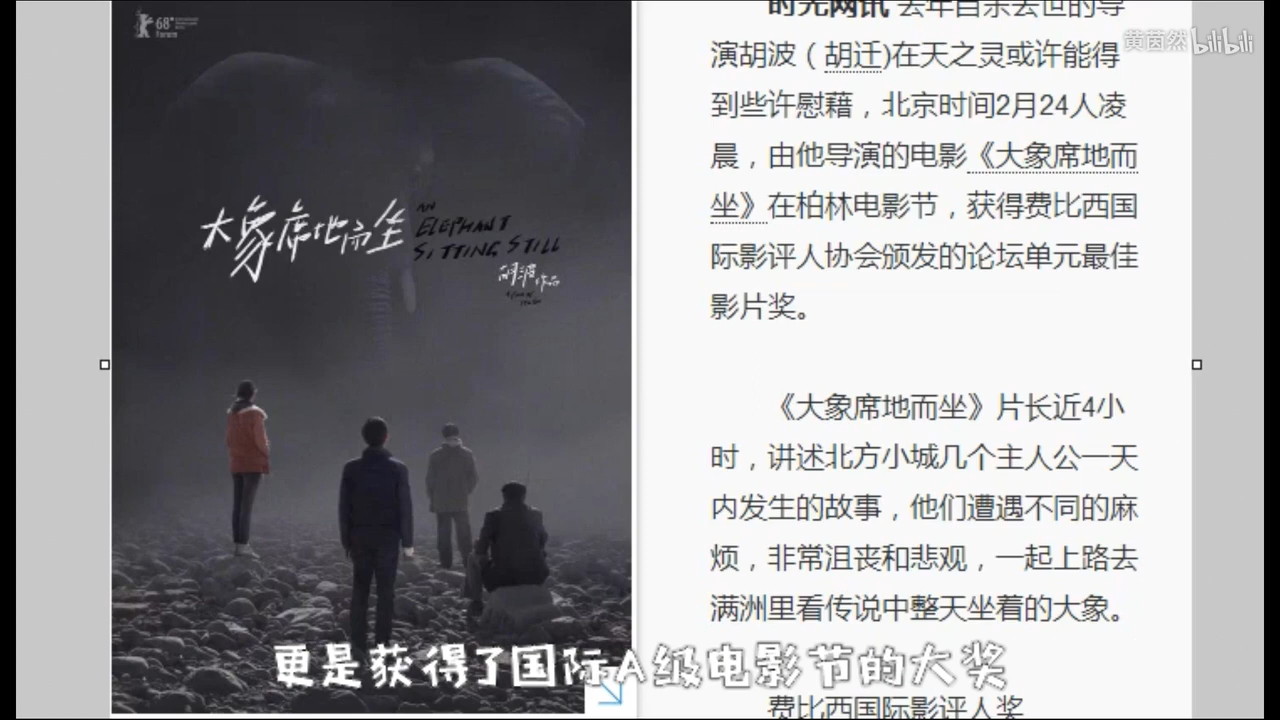 68°
Forum
大象席地而坐
AN
ELEPHANT
SITTING STILL
胡波作品
时光网讯 去年自杀去世的导
演胡波（胡迁)在天之灵或许能得
到些许慰藉，北京时间2月24人凌
晨，由他导演的电影《大象席地而
坐》在柏林电影节，获得费比西国
际影评人协会颁发的论坛单元最佳
影片奖。
《大象席地而坐》片长近4小
时，讲述北方小城几个主人公一天
内发生的故事，他们遭遇不同的麻
烦，非常沮丧和悲观，一起上路去
满洲里看传说中整天坐着的大象。
费比西国际影评人奖
黄茵然 bilibili
更是获得了国际A级电影节的大奖